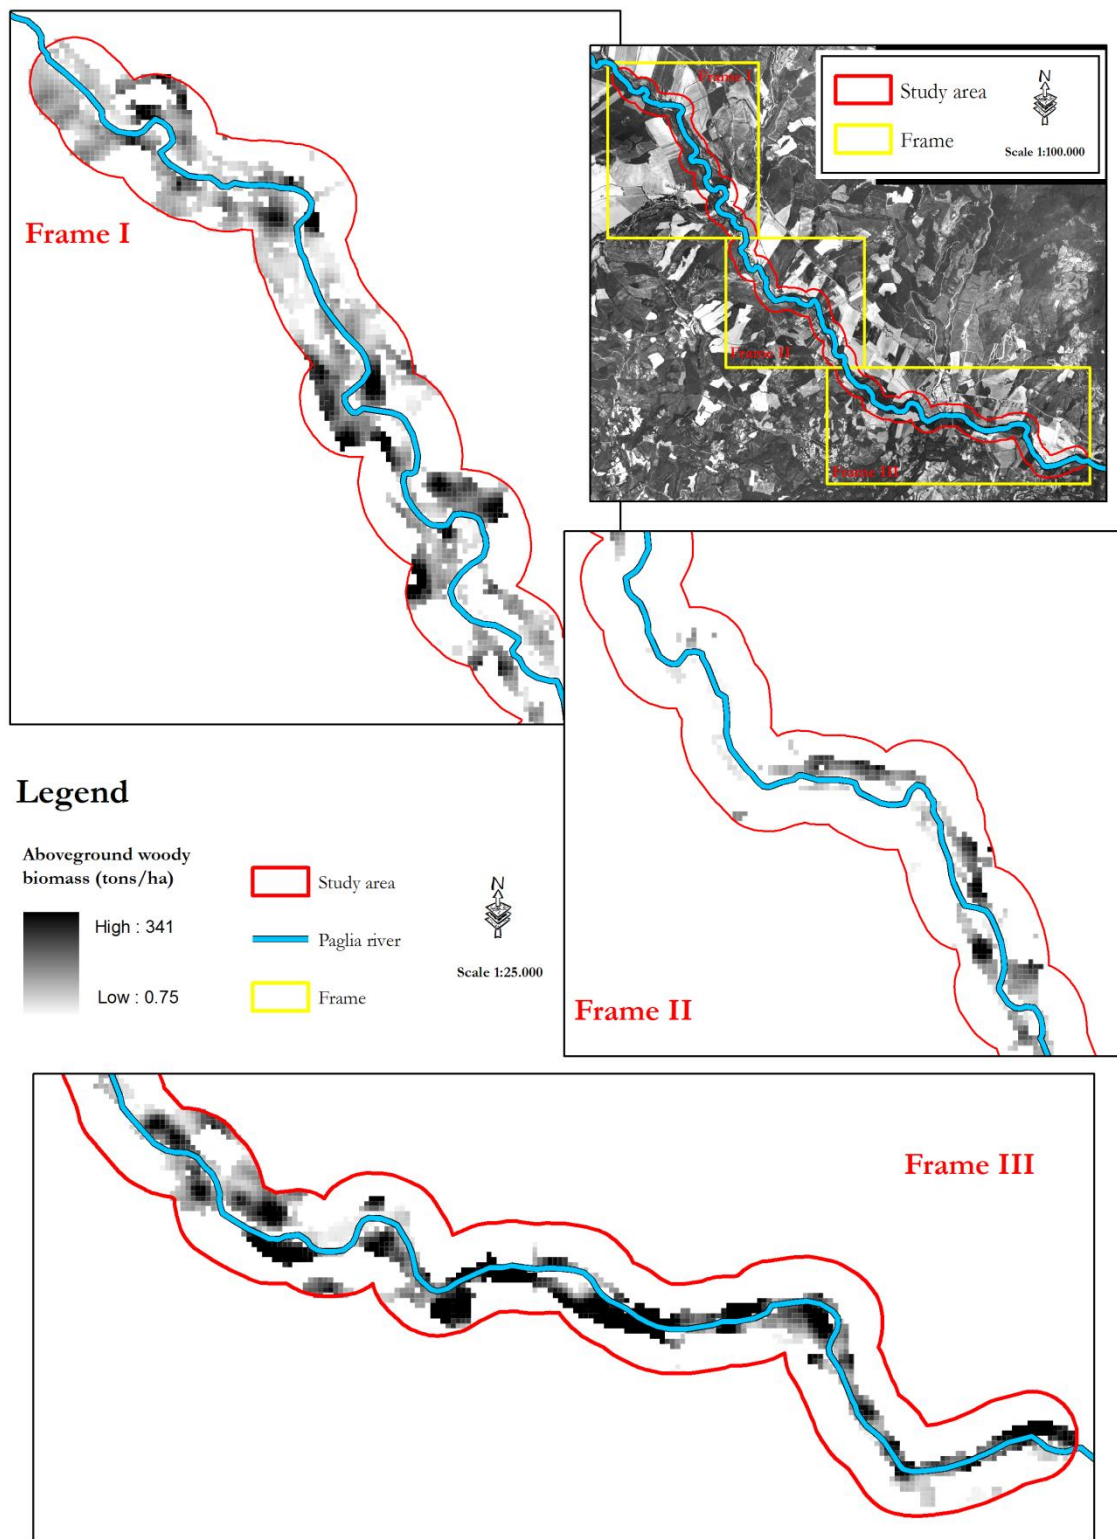 Frame I
Frame I
Frame II
Frame III
Study area
Frame
N
Scale 1:100.000
Legend
Aboveground woody
biomass (tons/ha)
High : 341
Low : 0.75
Study area
Paglia river
Frame
N
Scale 1:25.000
Frame II
Frame III